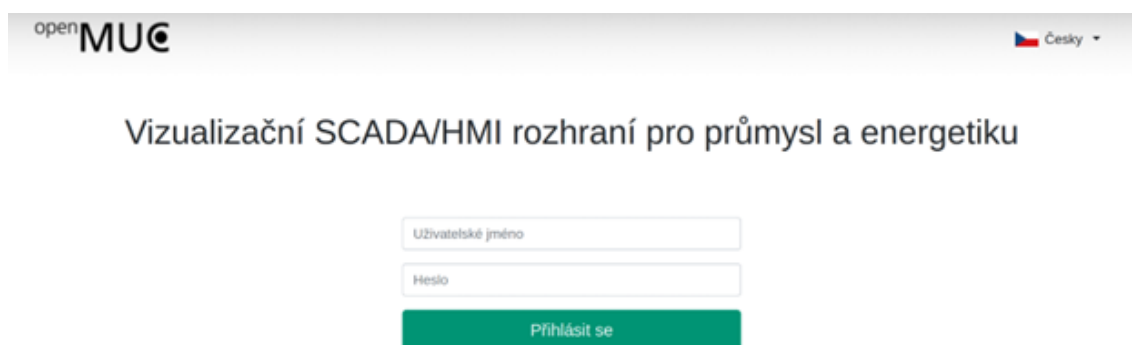 openMUC
Česky
Vizualizační SCADA/HMI rozhraní pro průmysl a energetiku
Uživatelské jméno
Heslo
Přihlásit se